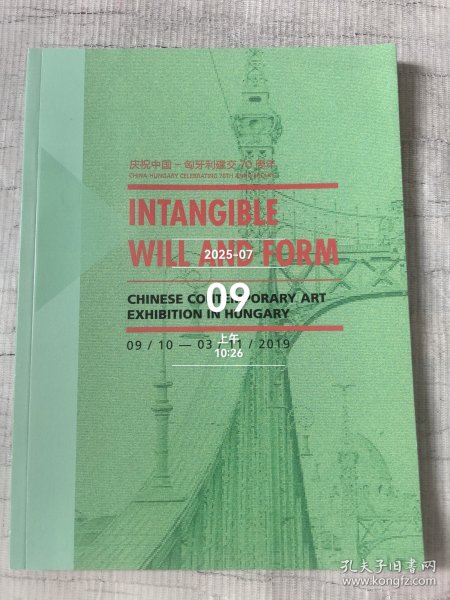 庆祝中国－匈牙利建交 70 周年
CHINA-HUNGARY CELEBRATING 70TH ANNIVERSARY
INTANGIBLE
WILL AND FORM
2025-07
09
上午
10:26
CHINESE CONTEMPORARY ART
EXHIBITION IN HUNGARY
09 / 10 — 03 / 11 / 2019
孔夫子旧书网
www.kongfz.com